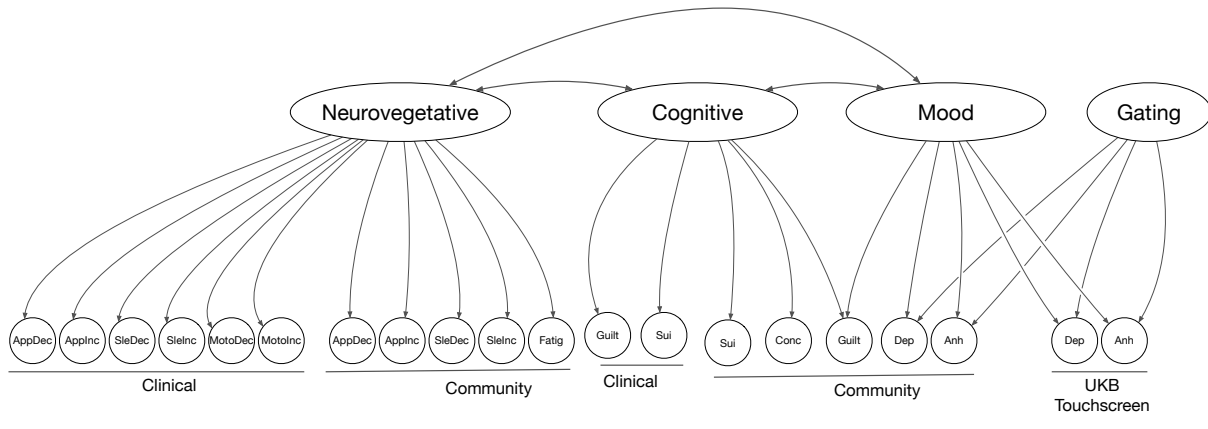 Neurovegetative Cognitive Mood Gating
AppDec AppInc SleDec SleInc MotoDec MotoInc AppDec AppInc SleDec SleInc Fatig Guilt Sui Sui Conc Guilt Dep Anh Dep Anh
Clinical Community Clinical Community UKB
Touchscreen